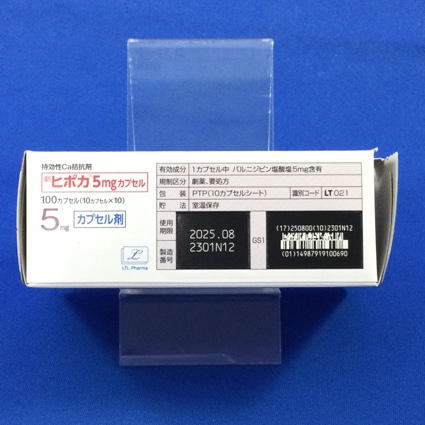 持効性Ca拮抗剤
劇 ヒポカ 5mgカプセル
100カプセル(10カプセル×10)
5mg カプセル剤
LTL Pharma
有効成分 1カプセル中 バルニジピン塩酸塩5mg含有
規制区分 劇薬、要処方
包装 PTP(10カプセルシート) 識別コード LT 021
貯法 室温保存
使用期限 2025.08
製造番号 2301N12
GS1
(17)250800(10)2301N12
(01)14987919100690